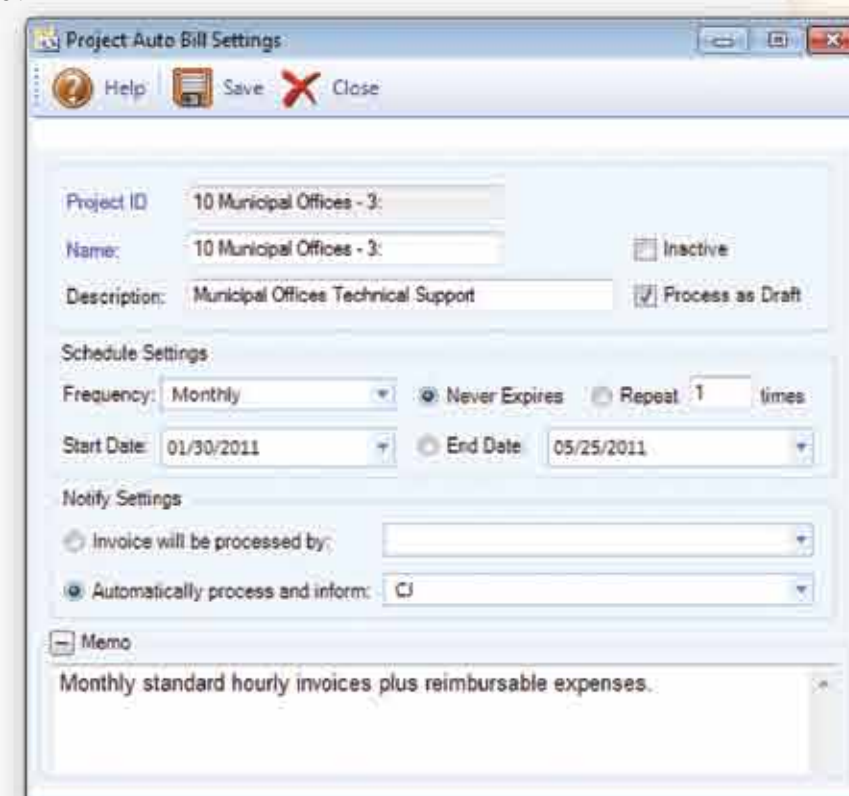 Project Auto Bill Settings
Help Save Close
Project ID 10 Municipal Offices - 3:
Name: 10 Municipal Offices - 3: Inactive
Description: Municipal Offices Technical Support Process as Draft
Schedule Settings
Frequency: Monthly Never Expires Repeat 1 times
Start Date: 01/30/2011 End Date 05/25/2011
Notify Settings
Invoice will be processed by:
Automatically process and inform: CJ
Memo
Monthly standard hourly invoices plus reimbursable expenses.